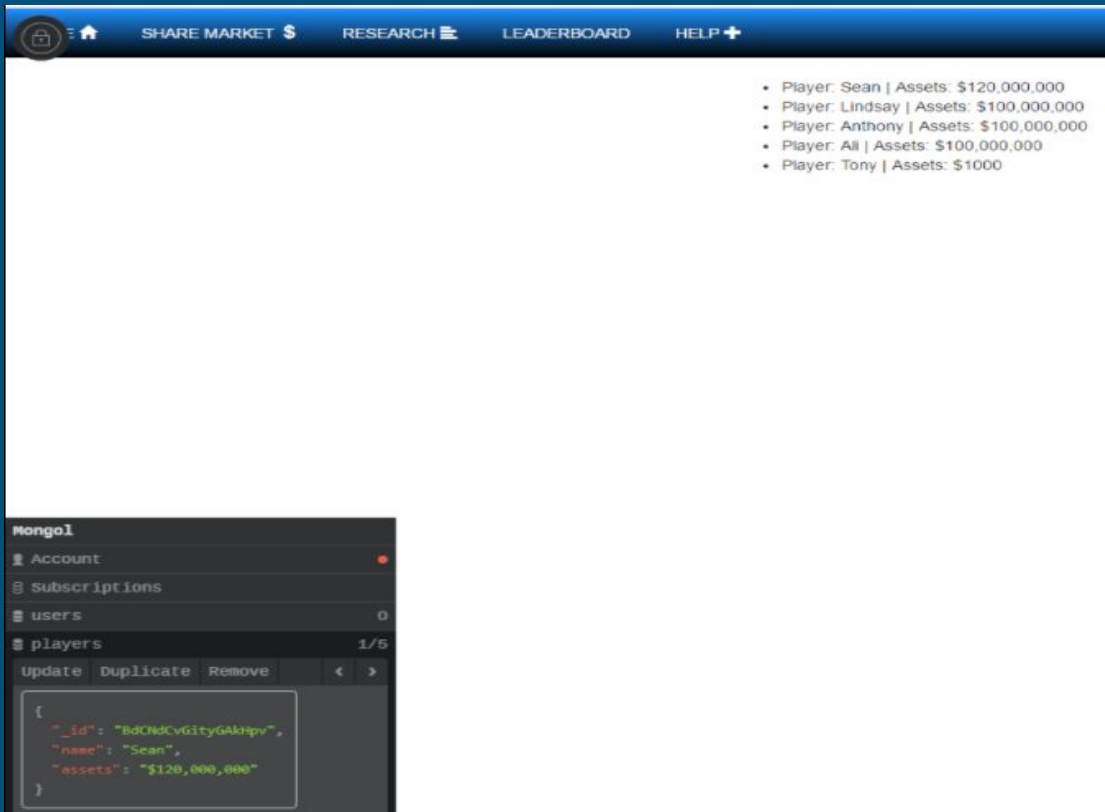 E SHARE MARKET $ RESEARCH LEADERBOARD HELP
• Player: Sean | Assets: $120,000,000
• Player: Lindsay | Assets: $100,000,000
• Player: Anthony | Assets: $100,000,000
• Player: Ali | Assets: $100,000,000
• Player: Tony | Assets: $1000
Mongol
Account
Subscriptions
users 0
players 1/5
Update Duplicate Remove < >
{
"_id": "BdCNdCvGityGAkHpv",
"name": "Sean",
"assets": "$120,000,000"
}